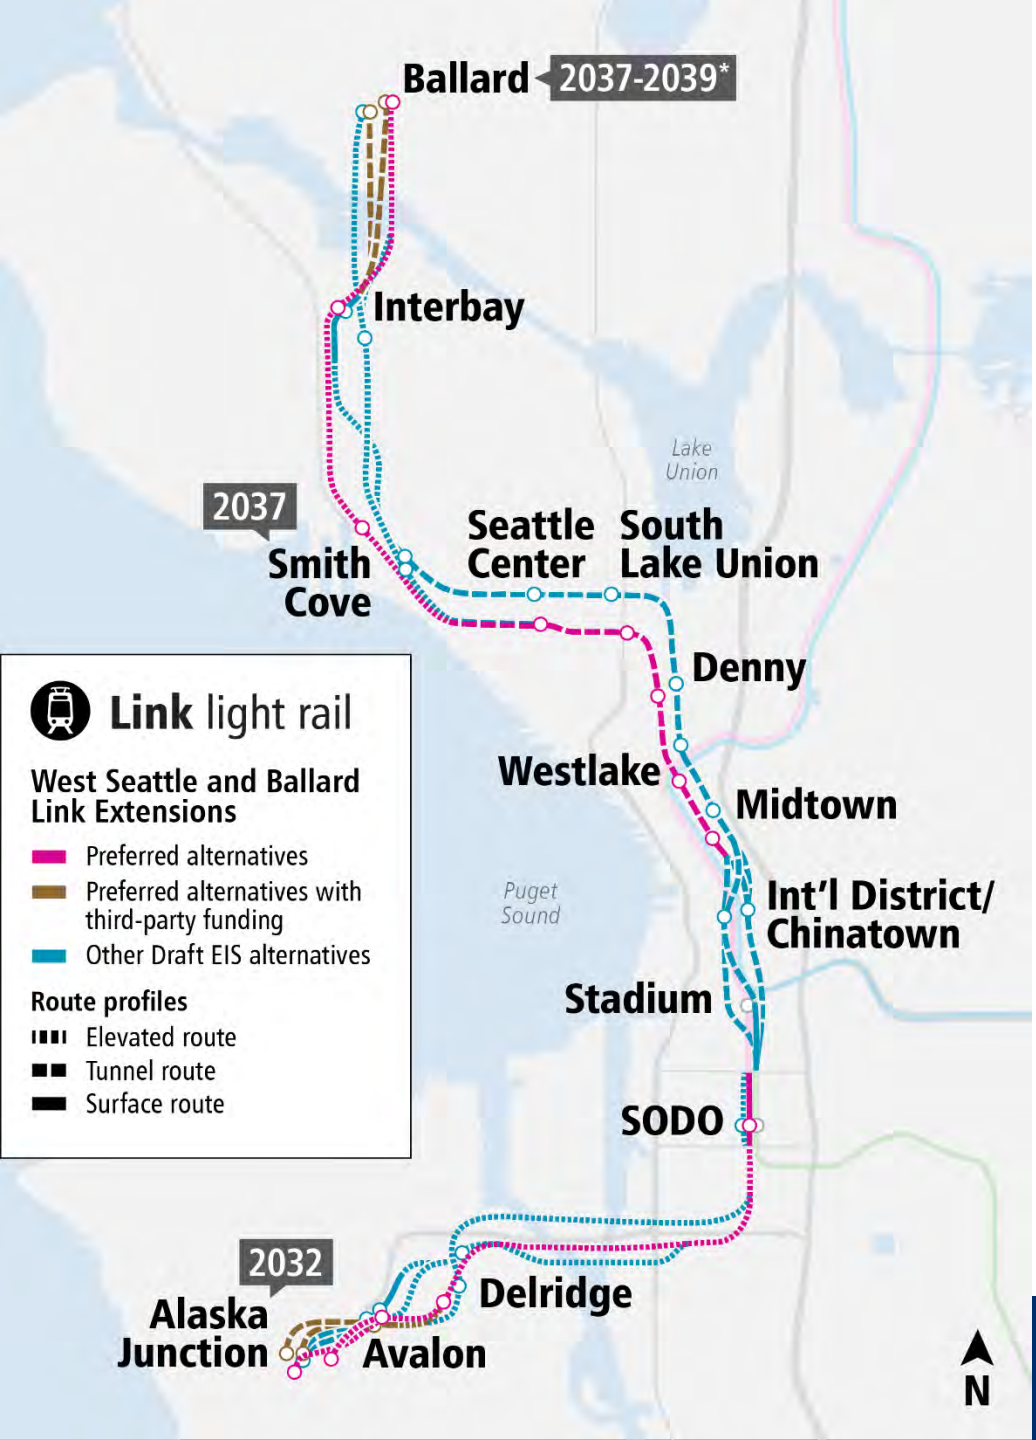 Ballard
2037-2039*
Interbay
Lake
Union
2037
Smith
Cove
Seattle
Center
South
Lake Union
Denny
Westlake
Midtown
Puget
Sound
Int'l District/
Chinatown
Stadium
SODO
Link light rail
West Seattle and Ballard
Link Extensions
Preferred alternatives
Preferred alternatives with
third-party funding
Other Draft EIS alternatives
Route profiles
Elevated route
Tunnel route
Surface route
2032
Alaska
Junction
Avalon
Delridge
N